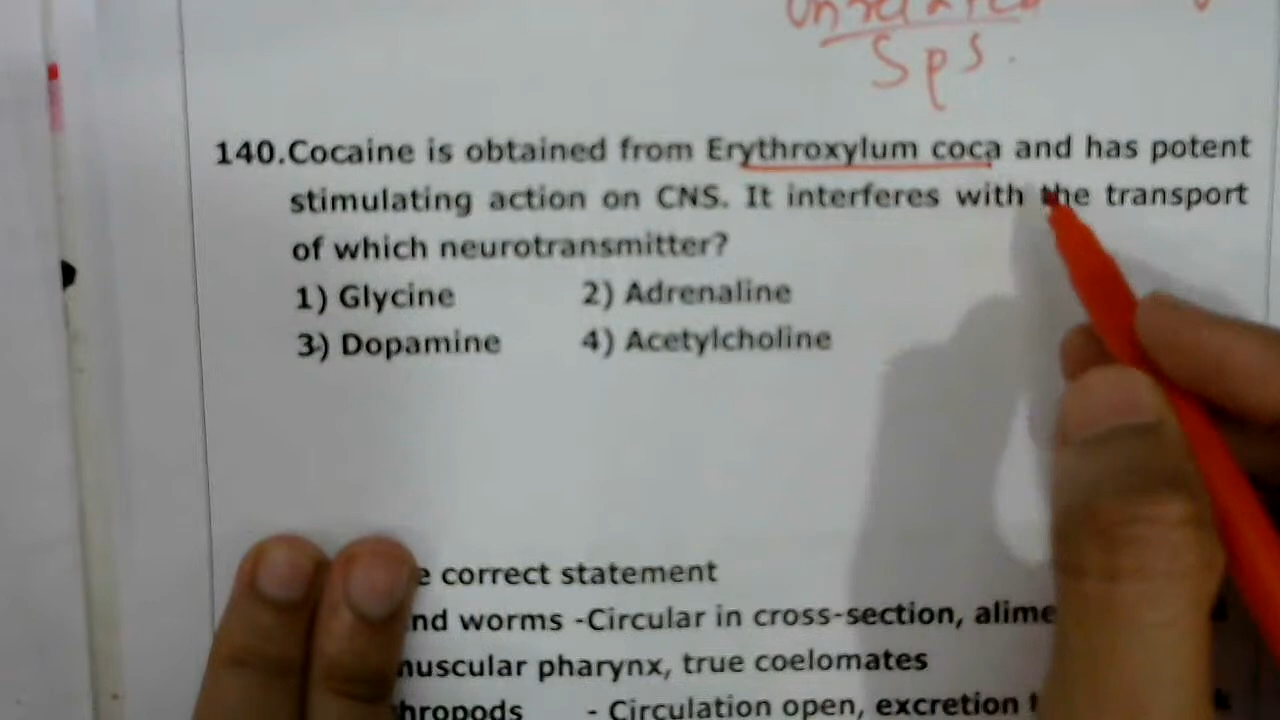 Unrelated
Sps.
140.Cocaine is obtained from Erythroxylum coca and has potent
stimulating action on CNS. It interferes with the transport
of which neurotransmitter?
1) Glycine 2) Adrenaline
3) Dopamine 4) Acetylcholine
correct statement
worms -Circular in cross-section,
muscular pharynx, true coelomates
- Circulation open, excretion